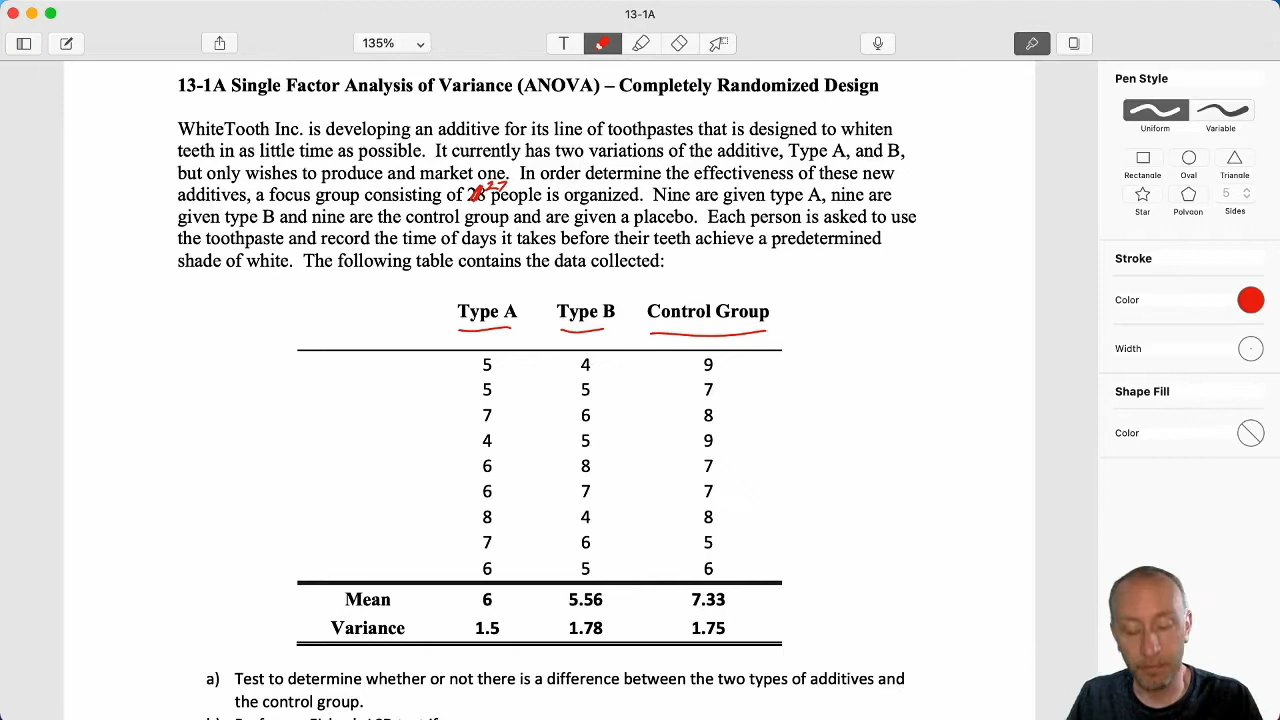 13-1A
135%
T
Pen Style
Uniform Variable
Rectangle Oval Triangle
Star Polygon 5 Sides
Stroke
Color
Width
Shape Fill
Color
13-1A Single Factor Analysis of Variance (ANOVA) – Completely Randomized Design
WhiteTooth Inc. is developing an additive for its line of toothpastes that is designed to whiten
teeth in as little time as possible. It currently has two variations of the additive, Type A, and B,
but only wishes to produce and market one. In order determine the effectiveness of these new
additives, a focus group consisting of 28 27 people is organized. Nine are given type A, nine are
given type B and nine are the control group and are given a placebo. Each person is asked to use
the toothpaste and record the time of days it takes before their teeth achieve a predetermined
shade of white. The following table contains the data collected:
Type A Type B Control Group
5 4 9
5 5 7
7 6 8
4 5 9
6 8 7
6 7 7
8 4 8
7 6 5
6 5 6
Mean 6 5.56 7.33
Variance 1.5 1.78 1.75
a) Test to determine whether or not there is a difference between the two types of additives and
the control group.